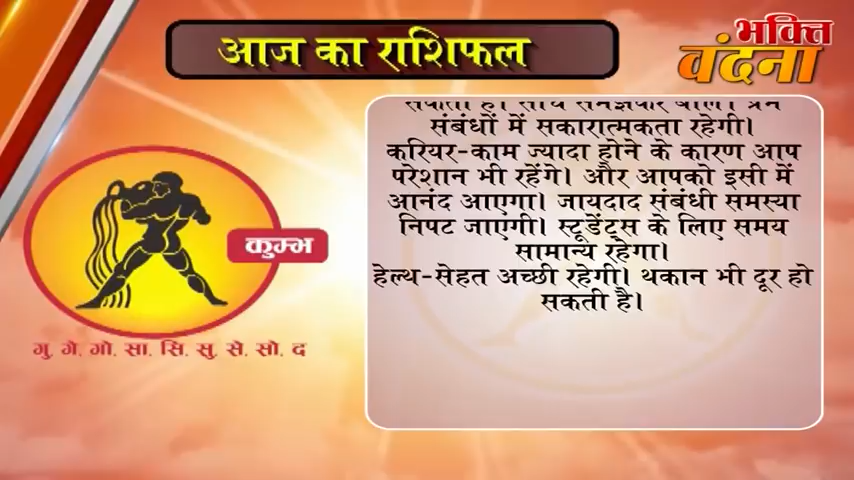 आज का राशिफल
भक्ति
वंदना
संबंधों में सकारात्मकता रहेगी।
करियर-काम ज्यादा होने के कारण आप
परेशान भी रहेंगे। और आपको इसी में
आनंद आएगा। जायदाद संबंधी समस्या
निपट जाएंगी। स्टूडेंट्स के लिए समय
सामान्य रहेगा।
हेल्थ-सेहत अच्छी रहेगी। थकान भी दूर हो
सकती है।
कुम्भ
गु. गे. गो. सा. सि. सु. से. सो. द